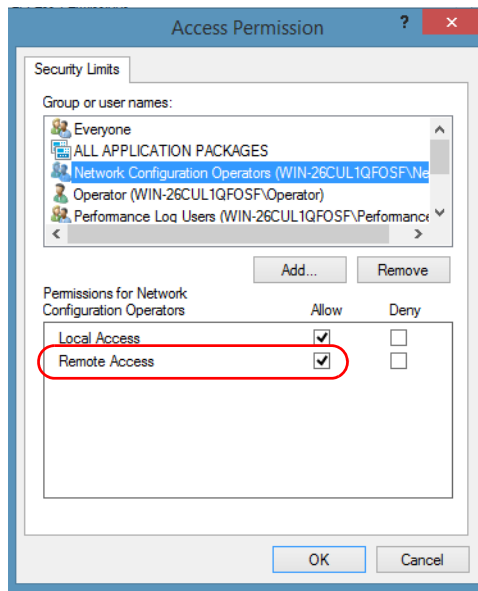 Access Permission
?
Security Limits
Group or user names:
Everyone
ALL APPLICATION PACKAGES
Network Configuration Operators (WIN-26CUL1QFOSF\Ne
Operator (WIN-26CUL1QFOSF\Operator)
Performance Log Users (WIN-26CUL1QFOSF\Performance
Add...
Remove
Permissions for Network
Configuration Operators
Allow
Deny
Local Access
Remote Access
OK
Cancel